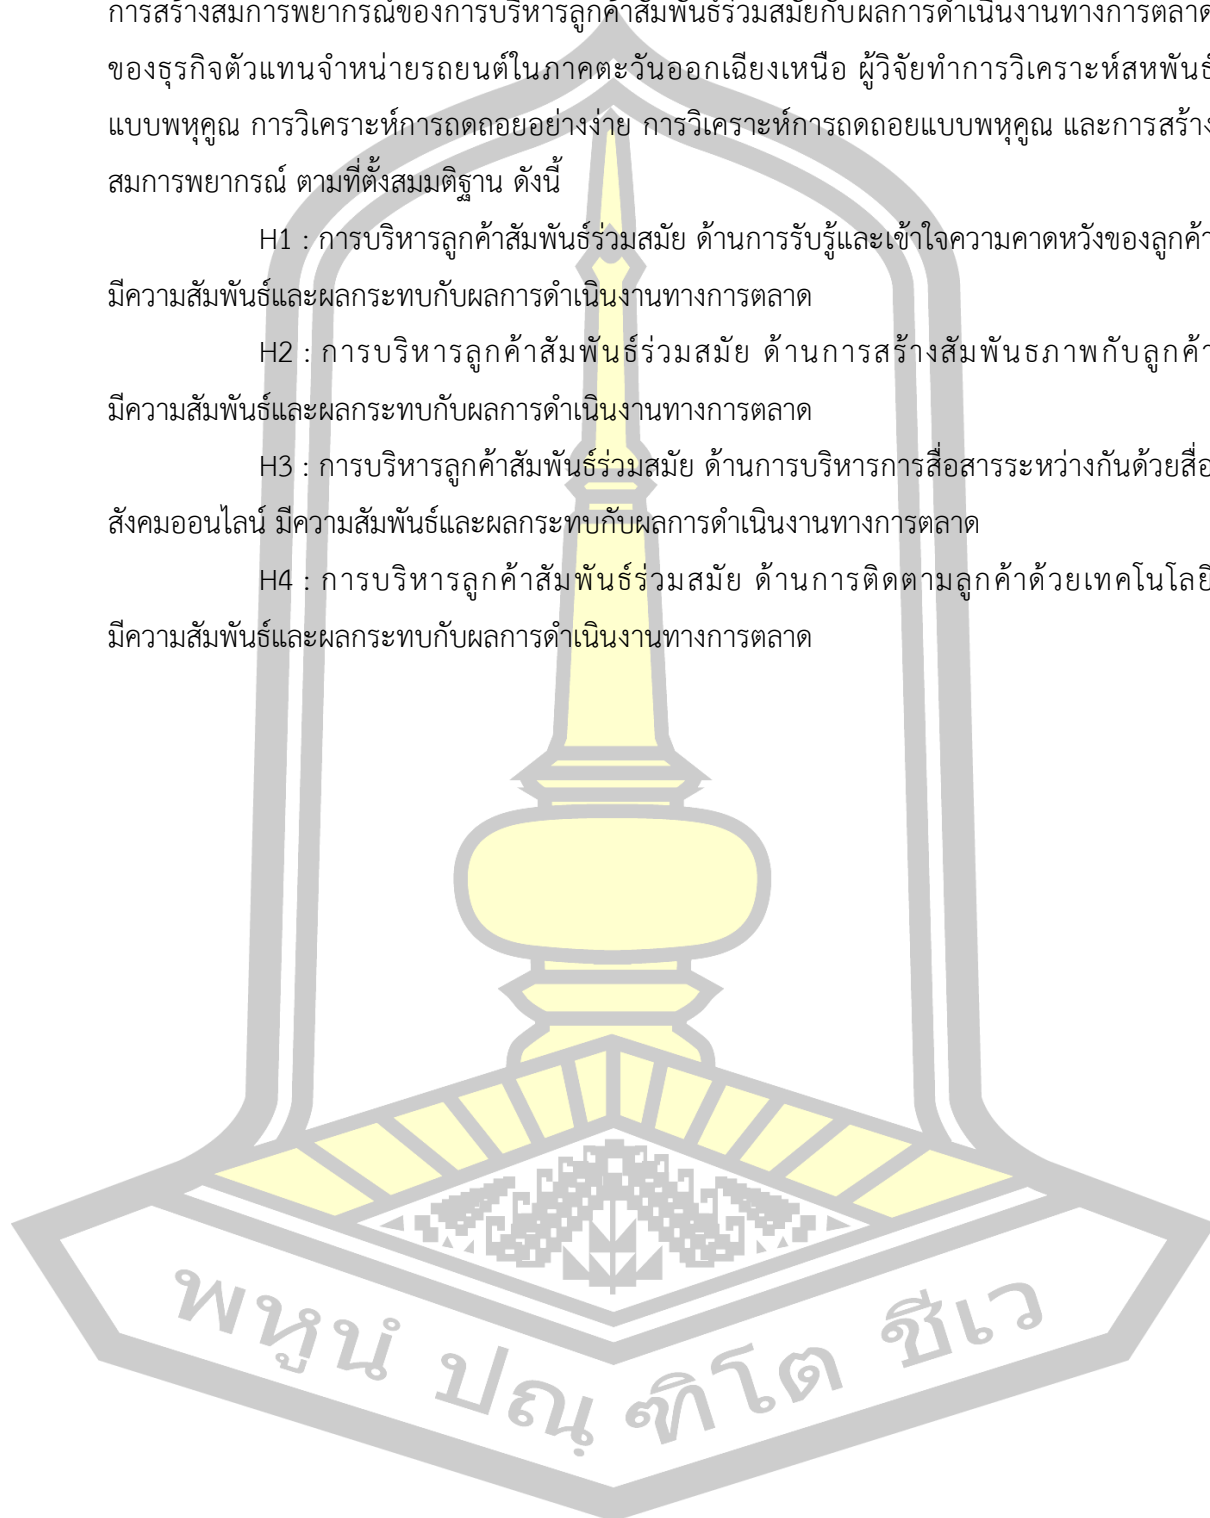 การสร้างสมการพยากรณ์ของการบริหารลูกค้าสัมพันธ์ร่วมสมัยกับผลการดำเนินงานทางการตลาด
ของธุรกิจตัวแทนจำหน่ายรถยนต์ในภาคตะวันออกเฉียงเหนือ ผู้วิจัยทำการวิเคราะห์สหพันธ์
แบบพหุคูณ การวิเคราะห์การถดถอยอย่างง่าย การวิเคราะห์การถดถอยแบบพหุคูณ และการสร้าง
สมการพยากรณ์ ตามที่ตั้งสมมติฐาน ดังนี้
H1 : การบริหารลูกค้าสัมพันธ์ร่วมสมัย ด้านการรับรู้และเข้าใจความคาดหวังของลูกค้า
มีความสัมพันธ์และผลกระทบกับผลการดำเนินงานทางการตลาด
H2 : การบริหารลูกค้าสัมพันธ์ร่วมสมัย ด้านการสร้างสัมพันธภาพกับลูกค้า
มีความสัมพันธ์และผลกระทบกับผลการดำเนินงานทางการตลาด
H3 : การบริหารลูกค้าสัมพันธ์ร่วมสมัย ด้านการบริหารการสื่อสารระหว่างกันด้วยสื่อ
สังคมออนไลน์ มีความสัมพันธ์และผลกระทบกับผลการดำเนินงานทางการตลาด
H4 : การบริหารลูกค้าสัมพันธ์ร่วมสมัย ด้านการติดตามลูกค้าด้วยเทคโนโลยี
มีความสัมพันธ์และผลกระทบกับผลการดำเนินงานทางการตลาด
พหูนํ ปณฺฑิโต ชีเว